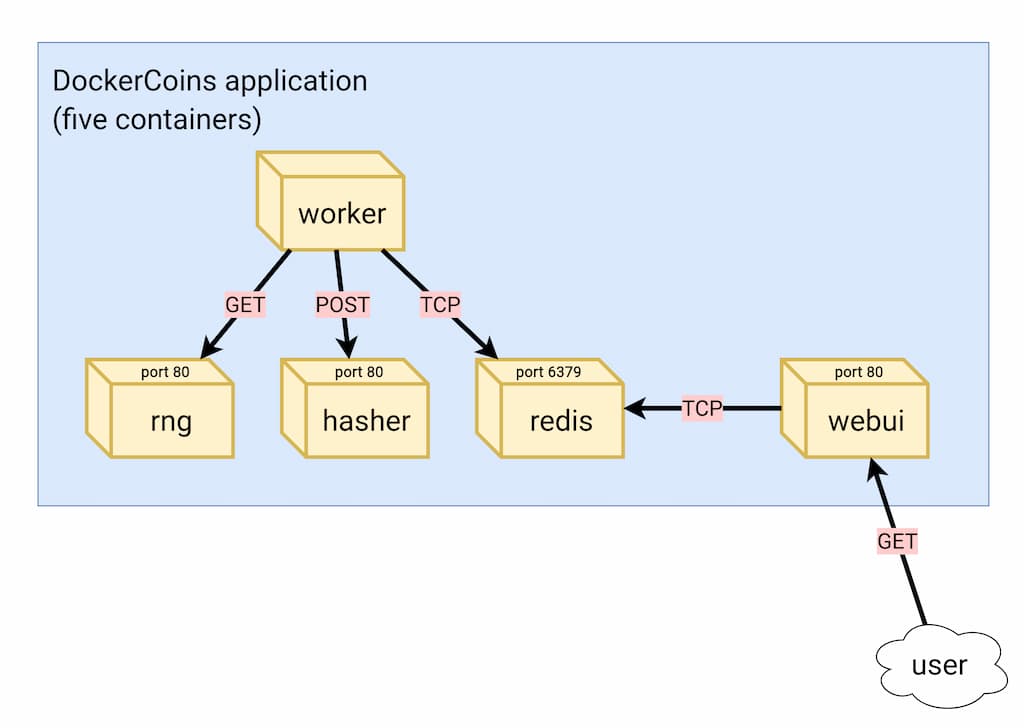 DockerCoins application
(five containers)
worker
GET
POST
TCP
port 80
port 80
port 6379
port 80
rng
hasher
redis
TCP
webui
GET
user